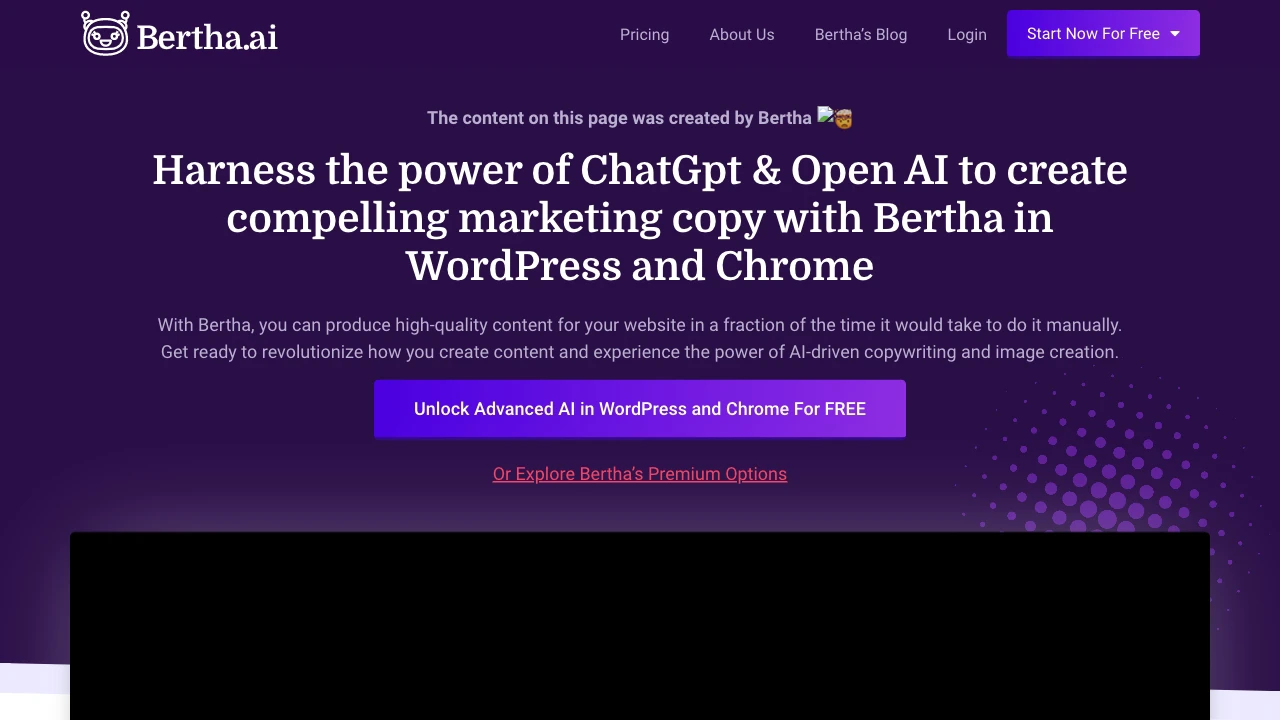 Bertha.ai
Pricing
About Us
Bertha’s Blog
Login
Start Now For Free
The content on this page was created by Bertha 🤯
Harness the power of ChatGpt & Open AI to create
compelling marketing copy with Bertha in
WordPress and Chrome
With Bertha, you can produce high-quality content for your website in a fraction of the time it would take to do it manually.
Get ready to revolutionize how you create content and experience the power of AI-driven copywriting and image creation.
Unlock Advanced AI in WordPress and Chrome For FREE
Or Explore Bertha’s Premium Options